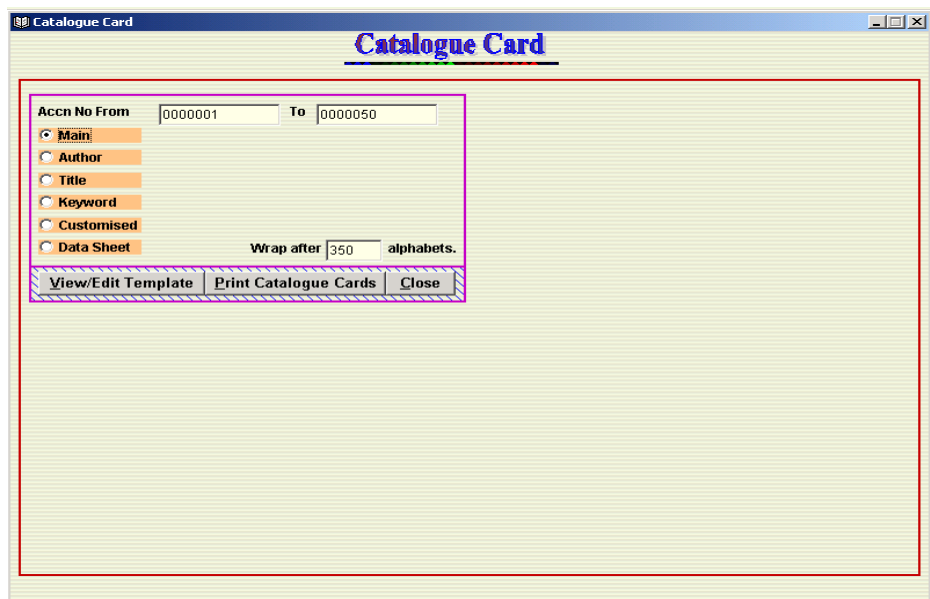 Catalogue Card
Catalogue Card
Accn No From 0000001 To 0000050
Main
Author
Title
Keyword
Customised
Data Sheet Wrap after 350 alphabets.
View/Edit Template Print Catalogue Cards Close